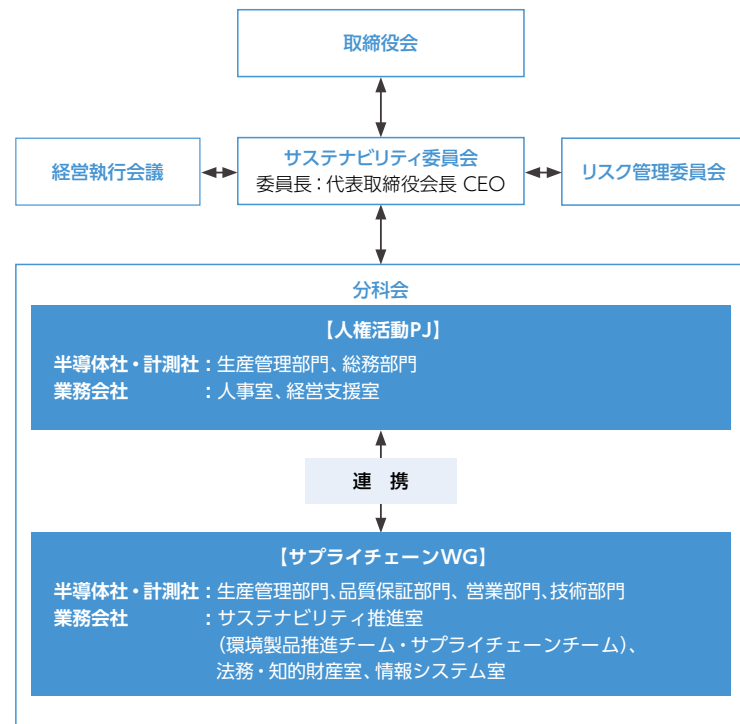 取締役会
経営執行会議
サステナビリティ委員会
委員長：代表取締役会長 CEO
リスク管理委員会
分科会
【人権活動PJ】
半導体社・計測社：生産管理部門、総務部門
業務会社：人事室、経営支援室
連 携
【サプライチェーンWG】
半導体社・計測社：生産管理部門、品質保証部門、営業部門、技術部門
業務会社：サステナビリティ推進室
（環境製品推進チーム・サプライチェーンチーム）、
法務・知的財産室、情報システム室